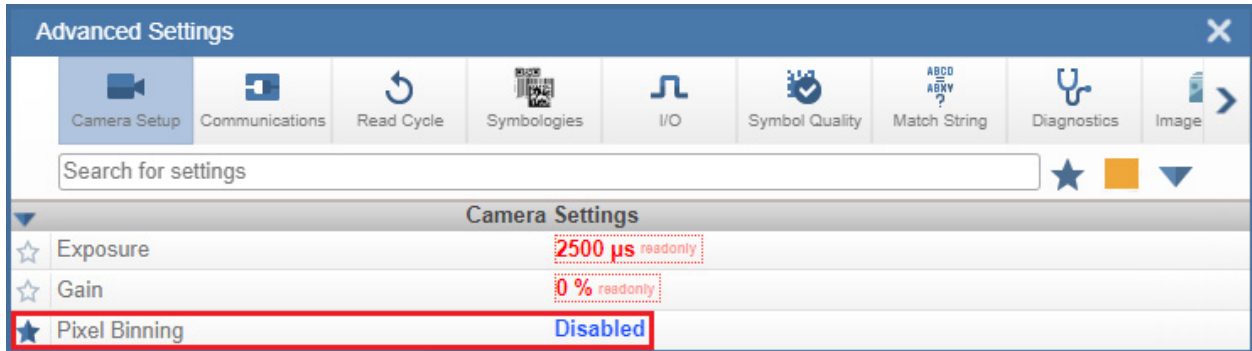 Advanced Settings
Camera Setup
Communications
Read Cycle
Symbologies
I/O
Symbol Quality
ABCD
ABXY
?
Match String
Diagnostics
Image
Search for settings
Camera Settings
Exposure 2500 µs readonly
Gain 0 % readonly
Pixel Binning Disabled